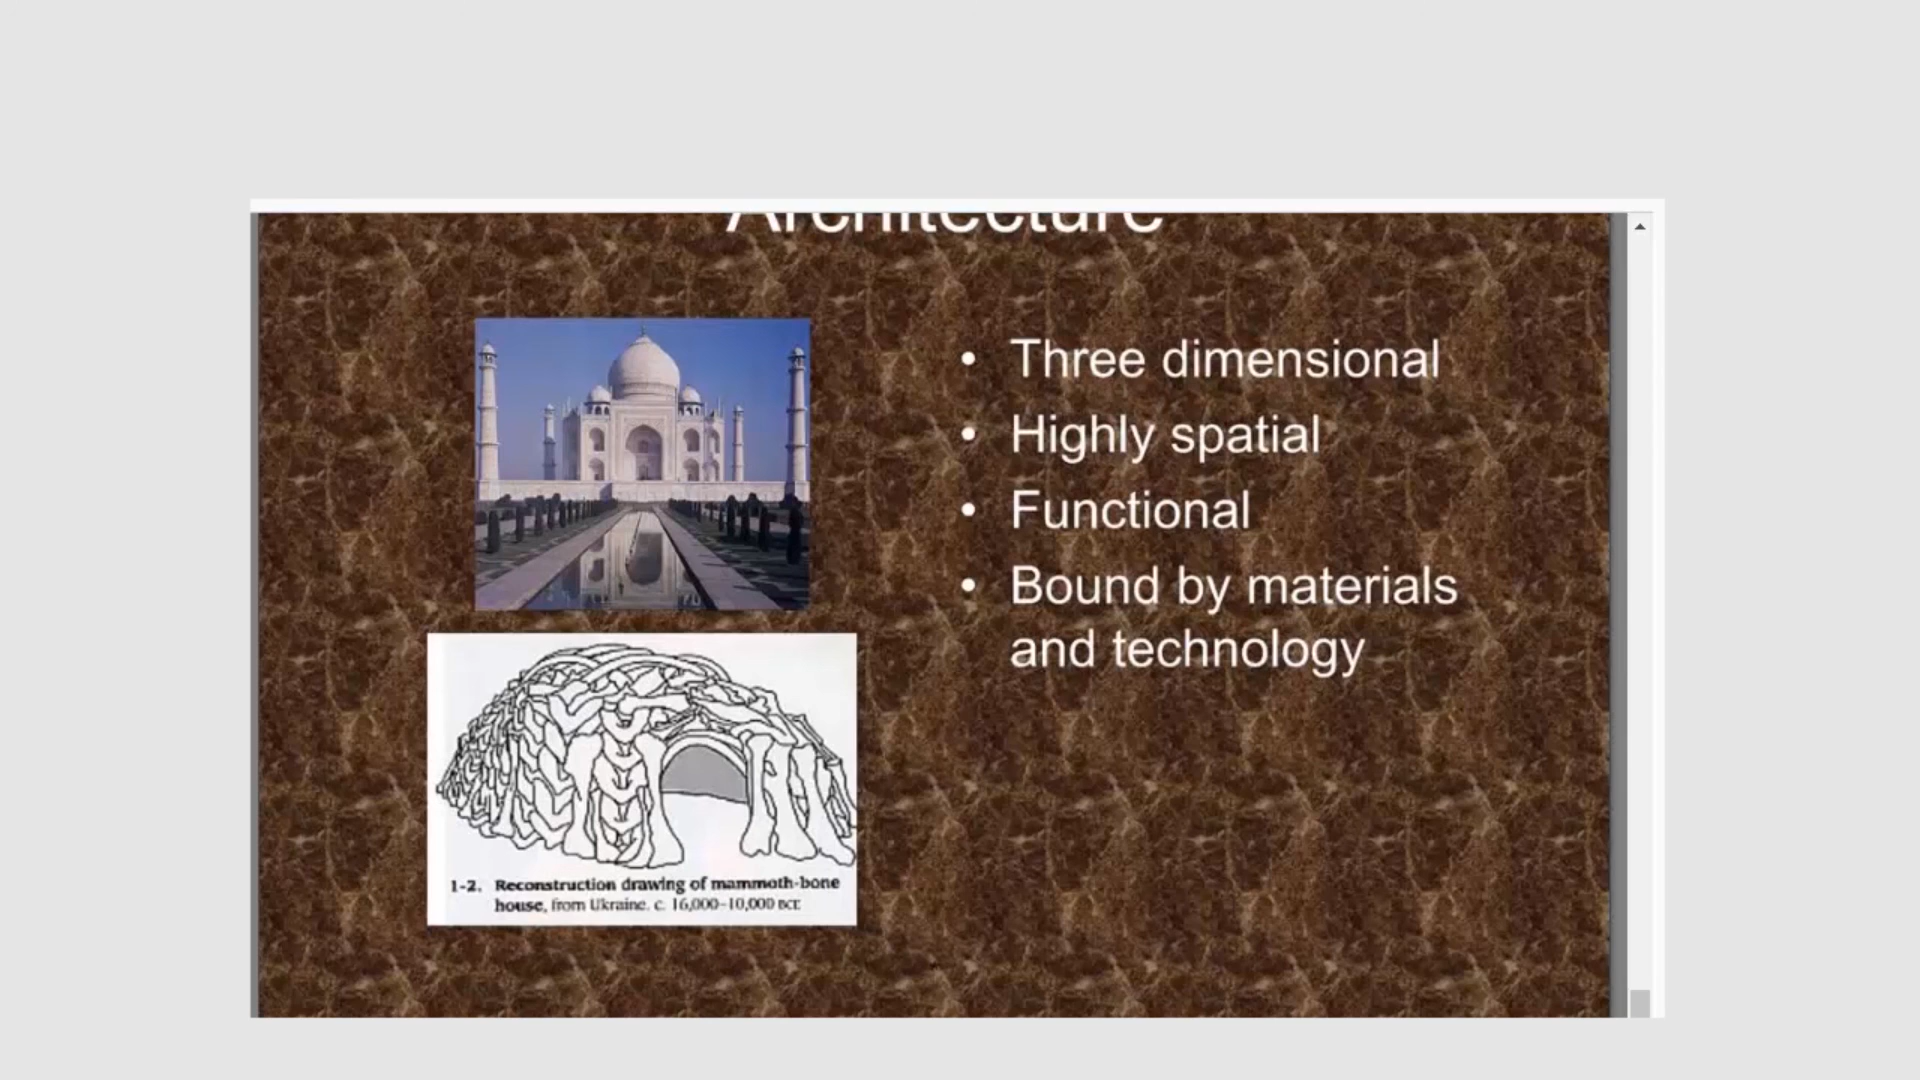 Architecture
• Three dimensional
• Highly spatial
• Functional
• Bound by materials
and technology
1-2. Reconstruction drawing of mammoth-bone
house, from Ukraine. c. 16,000–10,000 BCE